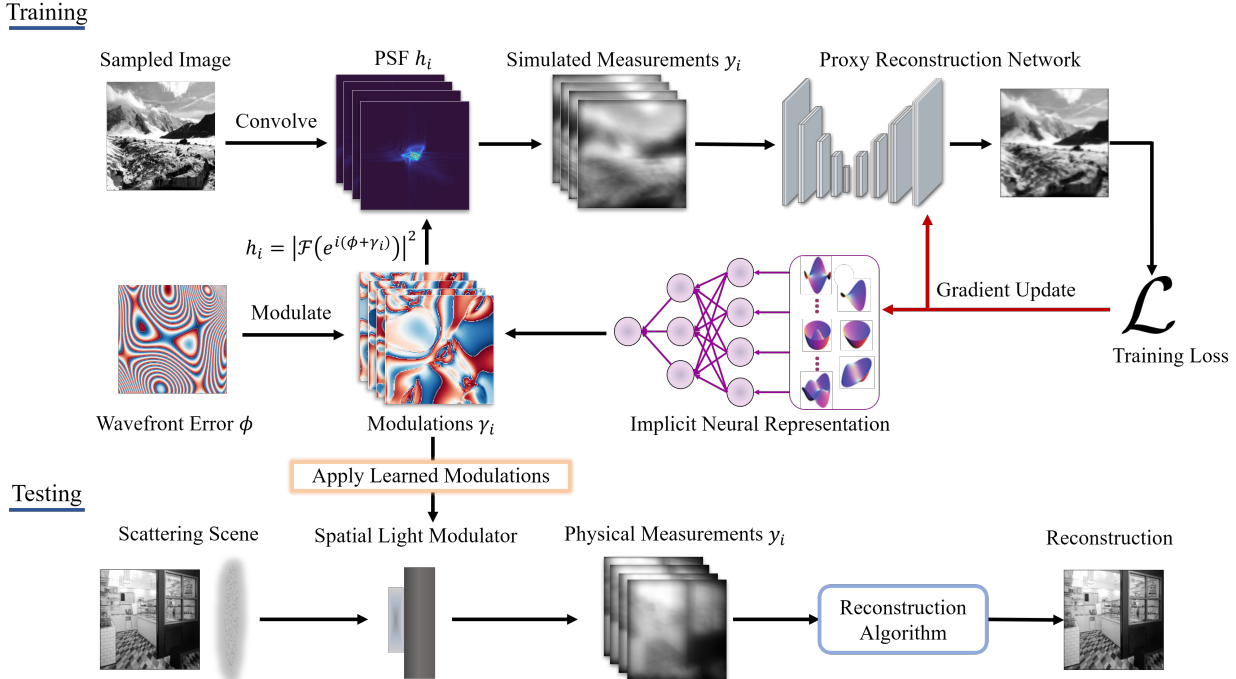 Training
Sampled Image
PSF h_i
Simulated Measurements y_i
Proxy Reconstruction Network
Convolve
h_i = |ℱ(e^{i(ϕ+γ_i)})|^2
Modulate
Gradient Update
ℒ
Training Loss
Wavefront Error ϕ
Modulations γ_i
Implicit Neural Representation
Apply Learned Modulations
Testing
Scattering Scene
Spatial Light Modulator
Physical Measurements y_i
Reconstruction
Reconstruction
Algorithm